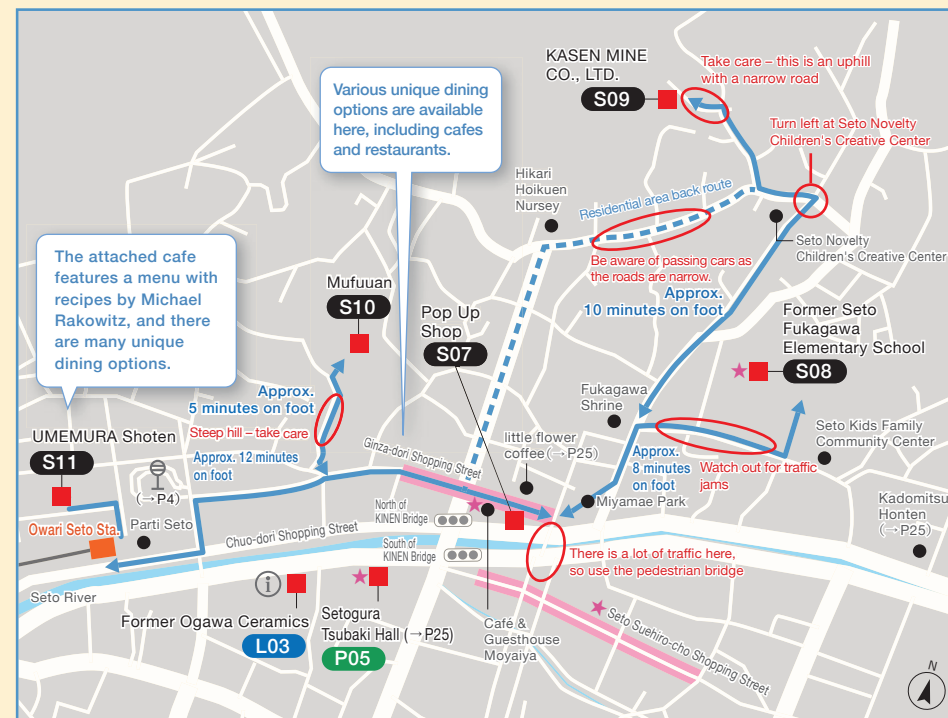 KASEN MINE
CO., LTD.
S09
Take care – this is an uphill
with a narrow road
Turn left at Seto Novelty
Children's Creative Center
Various unique dining
options are available
here, including cafes
and restaurants.
Hikari
Hoikuen
Nursey
Residential area back route
Be aware of passing cars as
the roads are narrow.
Seto Novelty
Children's Creative Center
Approx.
10 minutes on foot
The attached cafe
features a menu with
recipes by Michael
Rakowitz, and there
are many unique
dining options.
Mufuuan
S10
Pop Up
Shop
S07
Former Seto
Fukagawa
Elementary School
S08
Approx.
5 minutes on foot
Steep hill – take care
Approx. 12 minutes
on foot
Fukagawa
Shrine
Seto Kids Family
Community Center
UMEMURA Shoten
S11
(→P4)
Ginza-dori Shopping Street
little flower
coffee(→P25)
Approx.
8 minutes
on foot
Watch out for traffic
jams
Miyamae Park
Kadomitsu
Honten
(→P25)
Owari Seto Sta.
Parti Seto
Chuo-dori Shopping Street
North of
KINEN Bridge
South of
KINEN Bridge
There is a lot of traffic here,
so use the pedestrian bridge
Seto River
Former Ogawa Ceramics
L03
Setogura
Tsubaki Hall (→P25)
P05
Café &
Guesthouse
Moyaiya
Seto Suehiro-cho Shopping Street
N